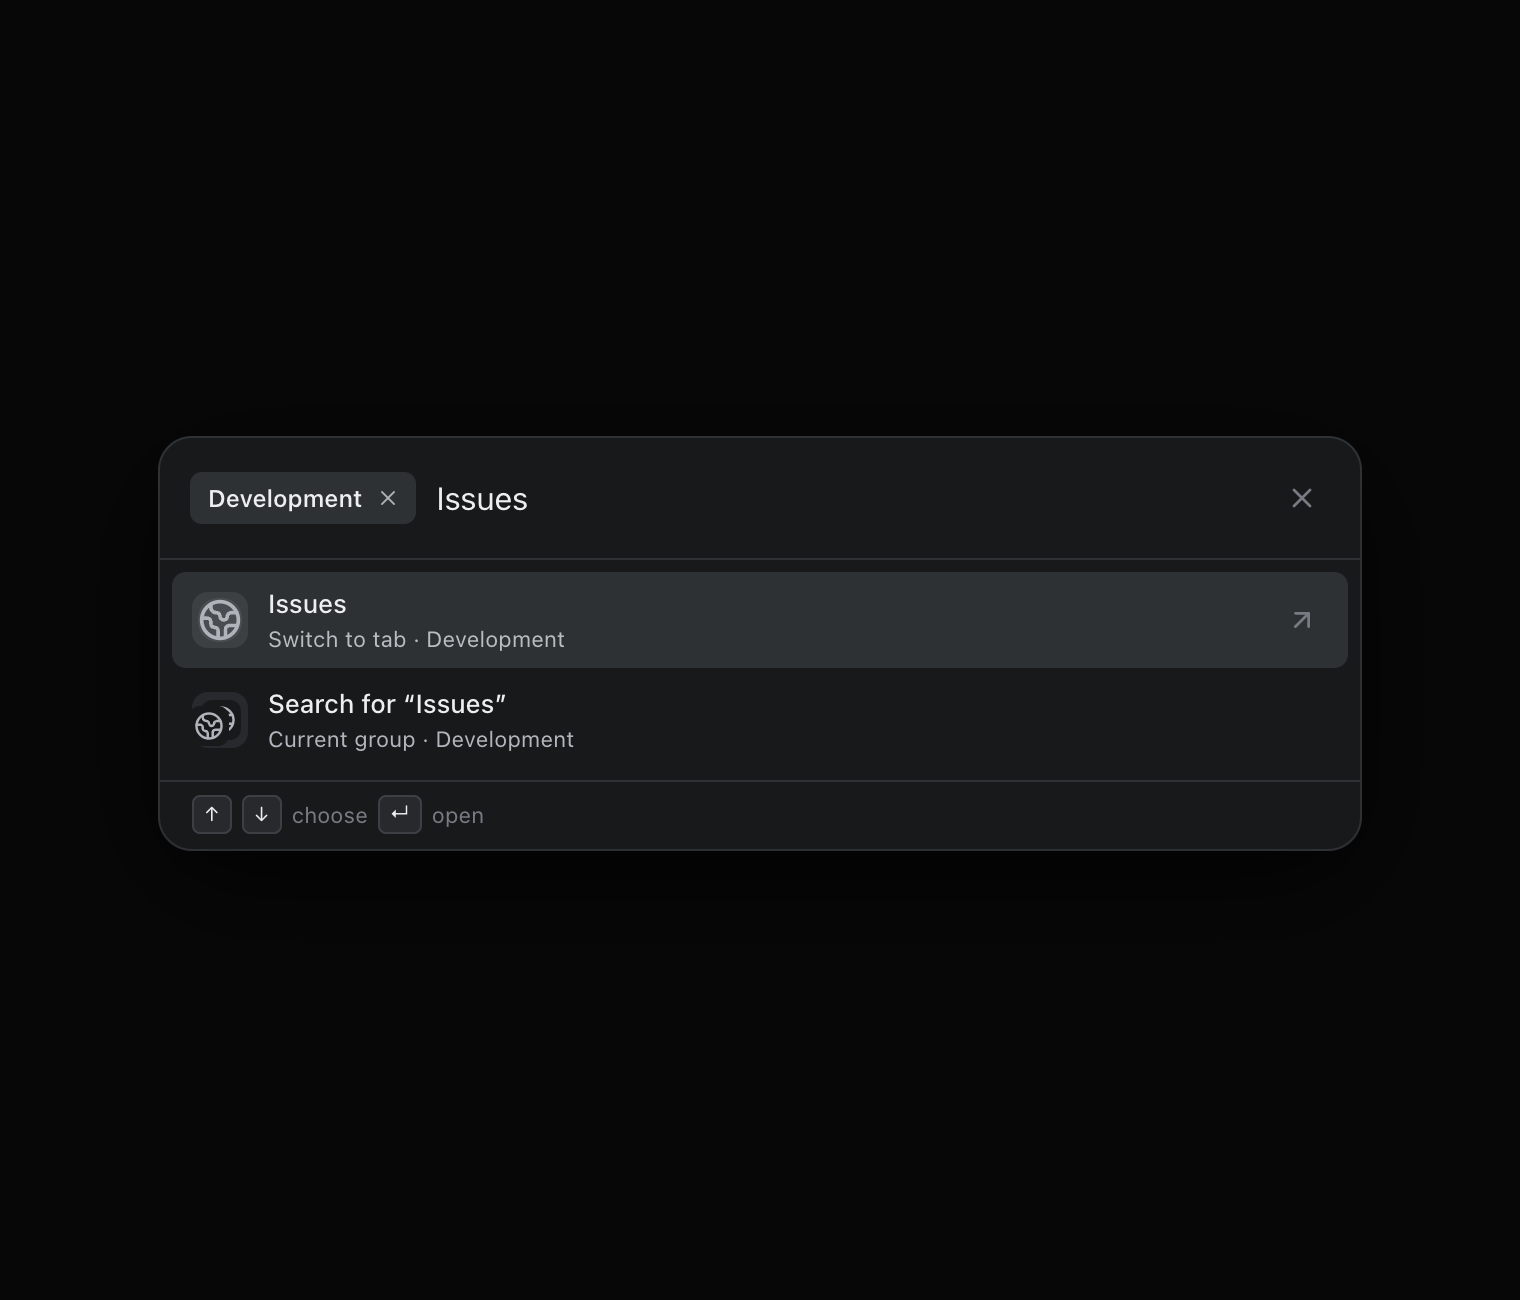 Development Issues
Issues
Switch to tab · Development
Search for “Issues”
Current group · Development
↑ ↓ choose ↵ open